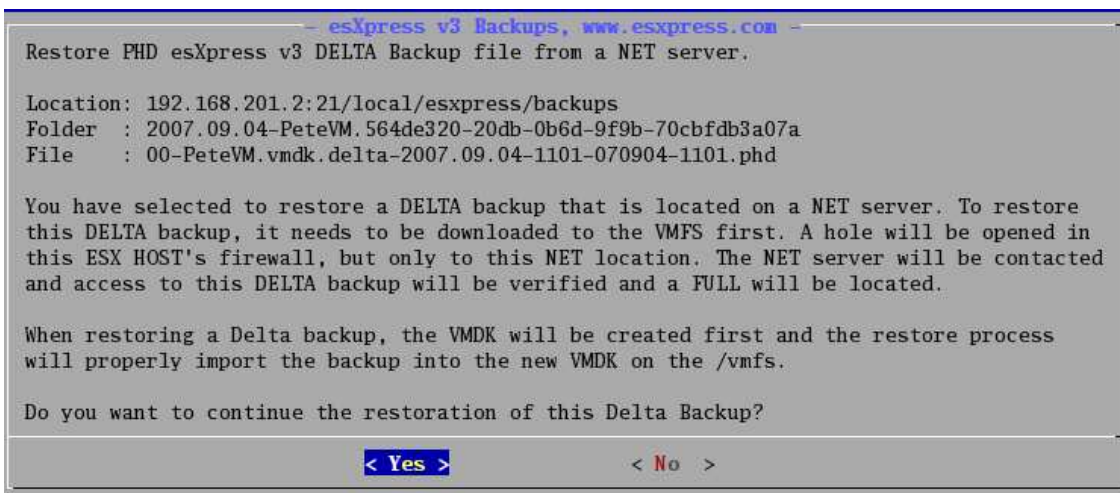 - esXpress v3 Backups, www.esxpress.com -
Restore PHD esXpress v3 DELTA Backup file from a NET server.
Location: 192.168.201.2:21/local/esxpress/backups
Folder  : 2007.09.04-PeteVM.564de320-20db-0b6d-9f9b-70cbfdb3a07a
File    : 00-PeteVM.vmdk.delta-2007.09.04-1101-070904-1101.phd
You have selected to restore a DELTA backup that is located on a NET server. To restore
this DELTA backup, it needs to be downloaded to the VMFS first. A hole will be opened in
this ESX HOST's firewall, but only to this NET location. The NET server will be contacted
and access to this DELTA backup will be verified and a FULL will be located.
When restoring a Delta backup, the VMDK will be created first and the restore process
will properly import the backup into the new VMDK on the /vmfs.
Do you want to continue the restoration of this Delta Backup?
< Yes > < No >